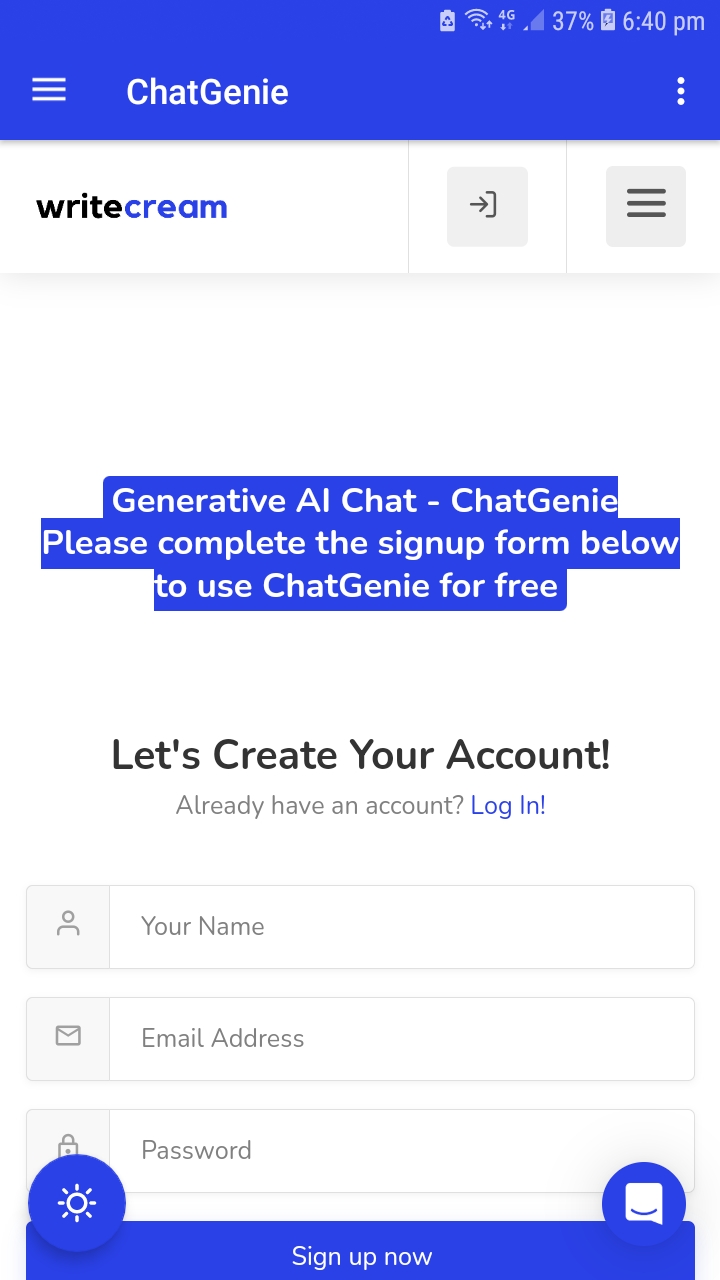 4G 37% 6:40 pm
ChatGenie
writecream
Generative AI Chat - ChatGenie
Please complete the signup form below
to use ChatGenie for free
Let's Create Your Account!
Already have an account? Log In!
Your Name
Email Address
Password
Sign up now